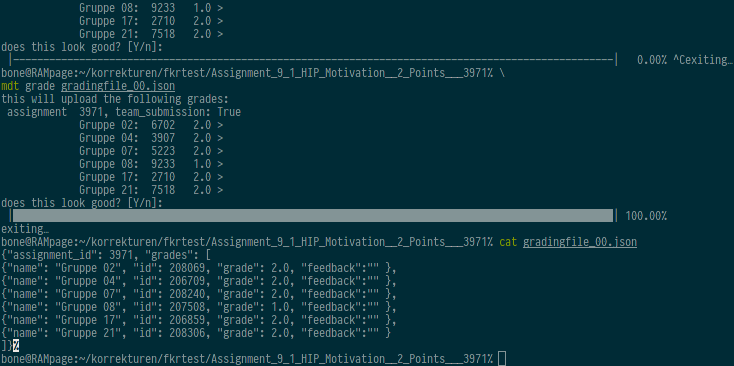 Gruppe 08:  9233   1.0 >
Gruppe 17:  2710   2.0 >
Gruppe 21:  7518   2.0 >
does this look good? [Y/n]:
|------------------------------------------------------------------------------------------| 0.00% ^Cexiting…
bone@RAMpage:~/korrekturen/fkrtest/Assignment_9_1_HIP_Motivation__2_Points___3971% \
mdt grade gradingfile_00.json
this will upload the following grades:
assignment  3971, team_submission: True
Gruppe 02:  6702   2.0 >
Gruppe 04:  3907   2.0 >
Gruppe 07:  5223   2.0 >
Gruppe 08:  9233   1.0 >
Gruppe 17:  2710   2.0 >
Gruppe 21:  7518   2.0 >
does this look good? [Y/n]:
| | 100.00%
exiting…
bone@RAMpage:~/korrekturen/fkrtest/Assignment_9_1_HIP_Motivation__2_Points___3971% cat gradingfile_00.json
{"assignment_id": 3971, "grades": [
{"name": "Gruppe 02", "id": 208069, "grade": 2.0, "feedback":"" },
{"name": "Gruppe 04", "id": 206709, "grade": 2.0, "feedback":"" },
{"name": "Gruppe 07", "id": 208240, "grade": 2.0, "feedback":"" },
{"name": "Gruppe 08", "id": 207508, "grade": 1.0, "feedback":"" },
{"name": "Gruppe 17", "id": 206859, "grade": 2.0, "feedback":"" },
{"name": "Gruppe 21", "id": 208306, "grade": 2.0, "feedback":"" }
]}%
bone@RAMpage:~/korrekturen/fkrtest/Assignment_9_1_HIP_Motivation__2_Points___3971%